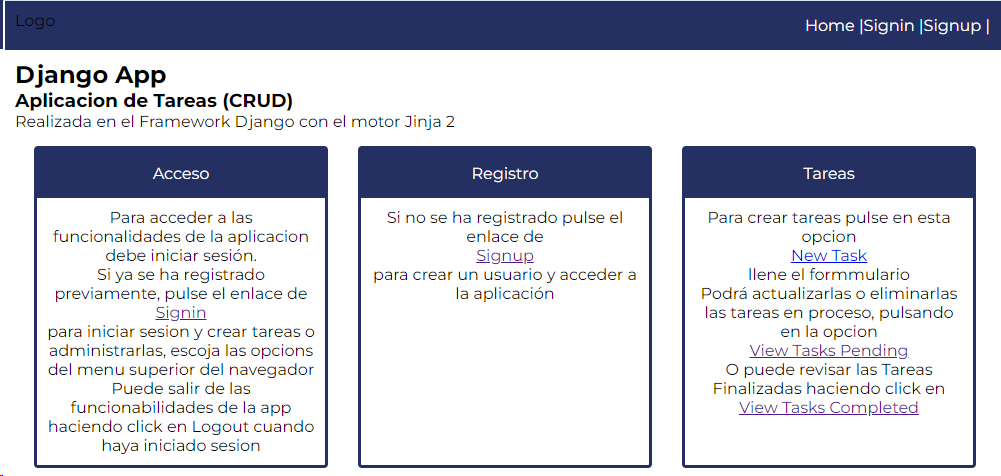 Logo
Home |Signin |Signup |
Django App
Aplicacion de Tareas (CRUD)
Realizada en el Framework Django con el motor Jinja 2
Acceso
Para acceder a las
funcionalidades de la aplicacion
debe iniciar sesión.
Si ya se ha registrado
previamente, pulse el enlace de
Signin
para iniciar sesion y crear tareas o
administrarlas, escoja las opcions
del menu superior del navegador
Puede salir de las
funcionabilidades de la app
haciendo click en Logout cuando
haya iniciado sesion
Registro
Si no se ha registrado pulse el
enlace de
Signup
para crear un usuario y acceder a
la aplicación
Tareas
Para crear tareas pulse en esta
opcion
New Task
llene el formmulario
Podrá actualizarlas o eliminarlas
las tareas en proceso, pulsando
en la opcion
View Tasks Pending
O puede revisar las Tareas
Finalizadas haciendo click en
View Tasks Completed